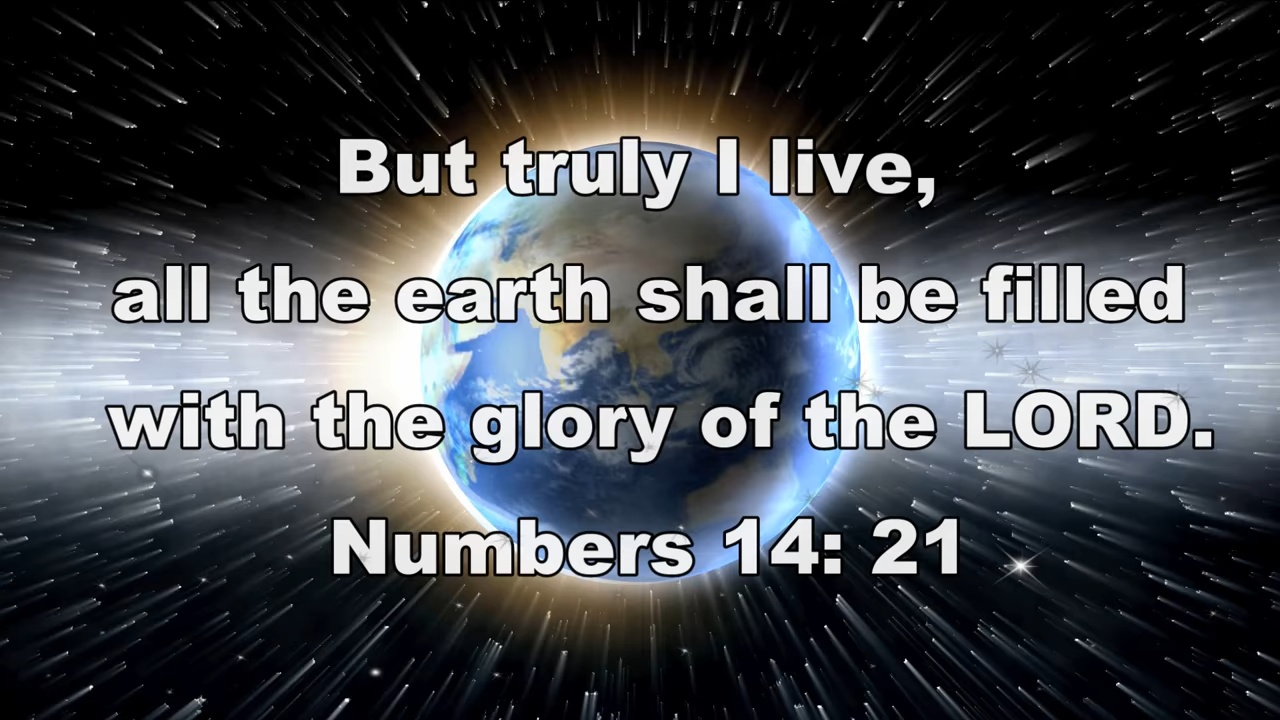 But truly I live,
all the earth shall be filled
with the glory of the LORD.
Numbers 14: 21